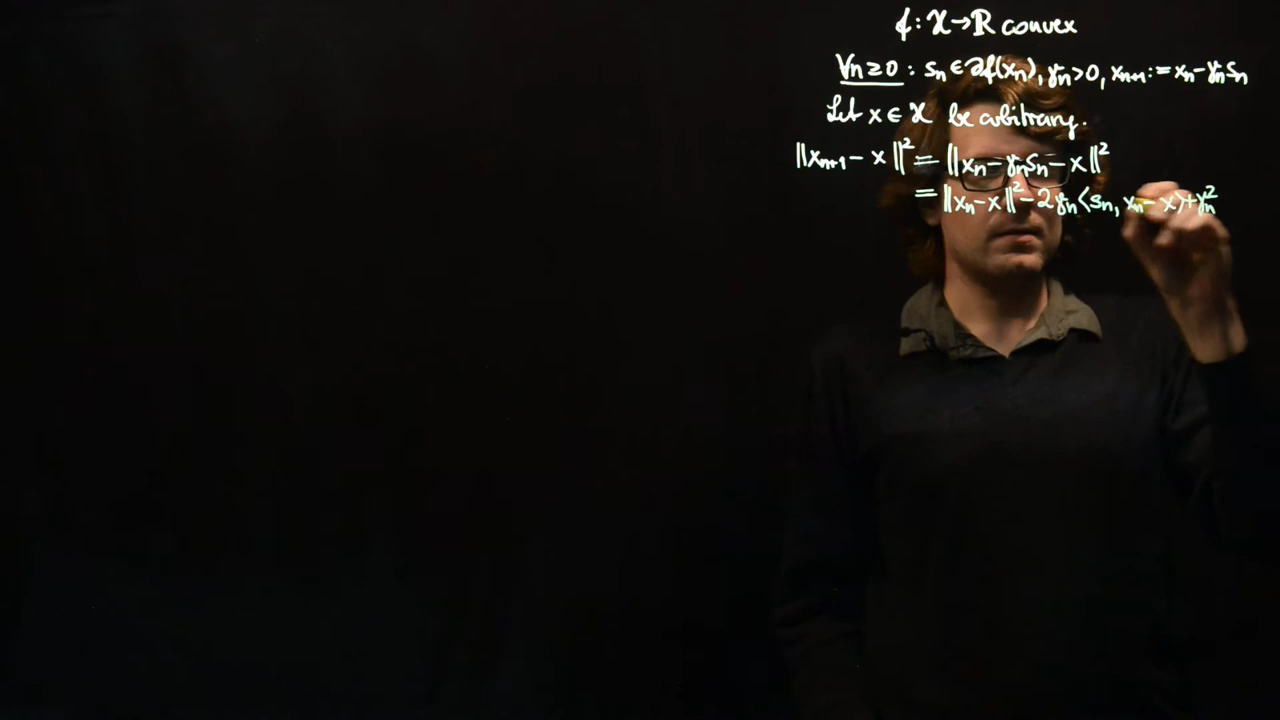 f : X → ℝ convex
∀n ≥ 0 : sₙ ∈ ∂f(xₙ), γₙ > 0, xₙ₊₁ := xₙ − γₙsₙ
Let x ∈ X be arbitrary.
‖xₙ₊₁ − x‖² = ‖xₙ − γₙsₙ − x‖²
= ‖xₙ − x‖² − 2γₙ⟨sₙ, xₙ − x⟩ + γₙ²